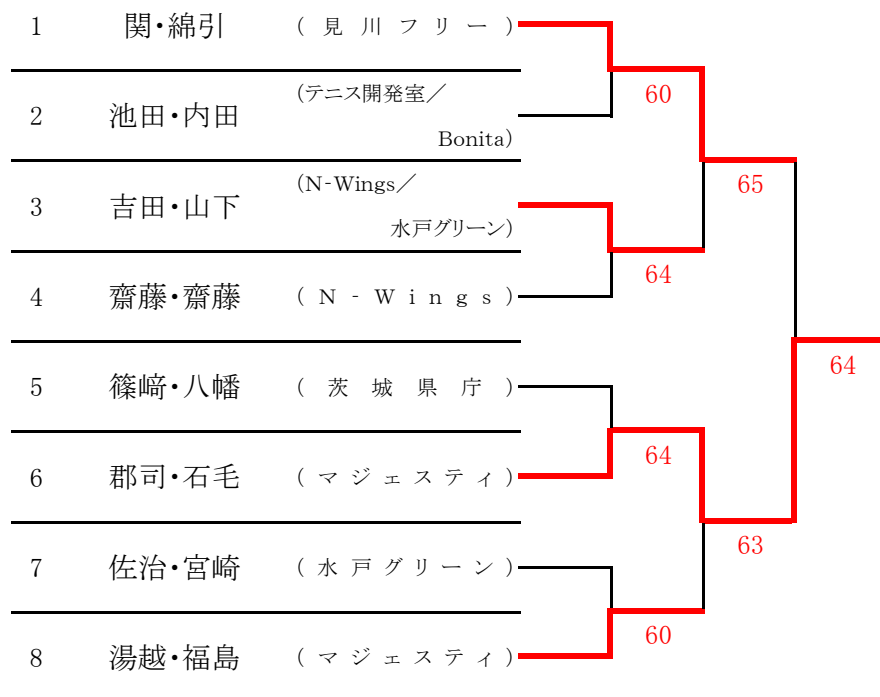 1 関・綿引 (見川フリー)
60
2 池田・内田 (テニス開発室／
Bonita)
65
3 吉田・山下 (N-Wings／
水戸グリーン)
64
4 齋藤・齋藤 (N-Wings)
64
5 篠﨑・八幡 (茨城県庁)
64
6 郡司・石毛 (マジェスティ)
63
7 佐治・宮崎 (水戸グリーン)
60
8 湯越・福島 (マジェスティ)